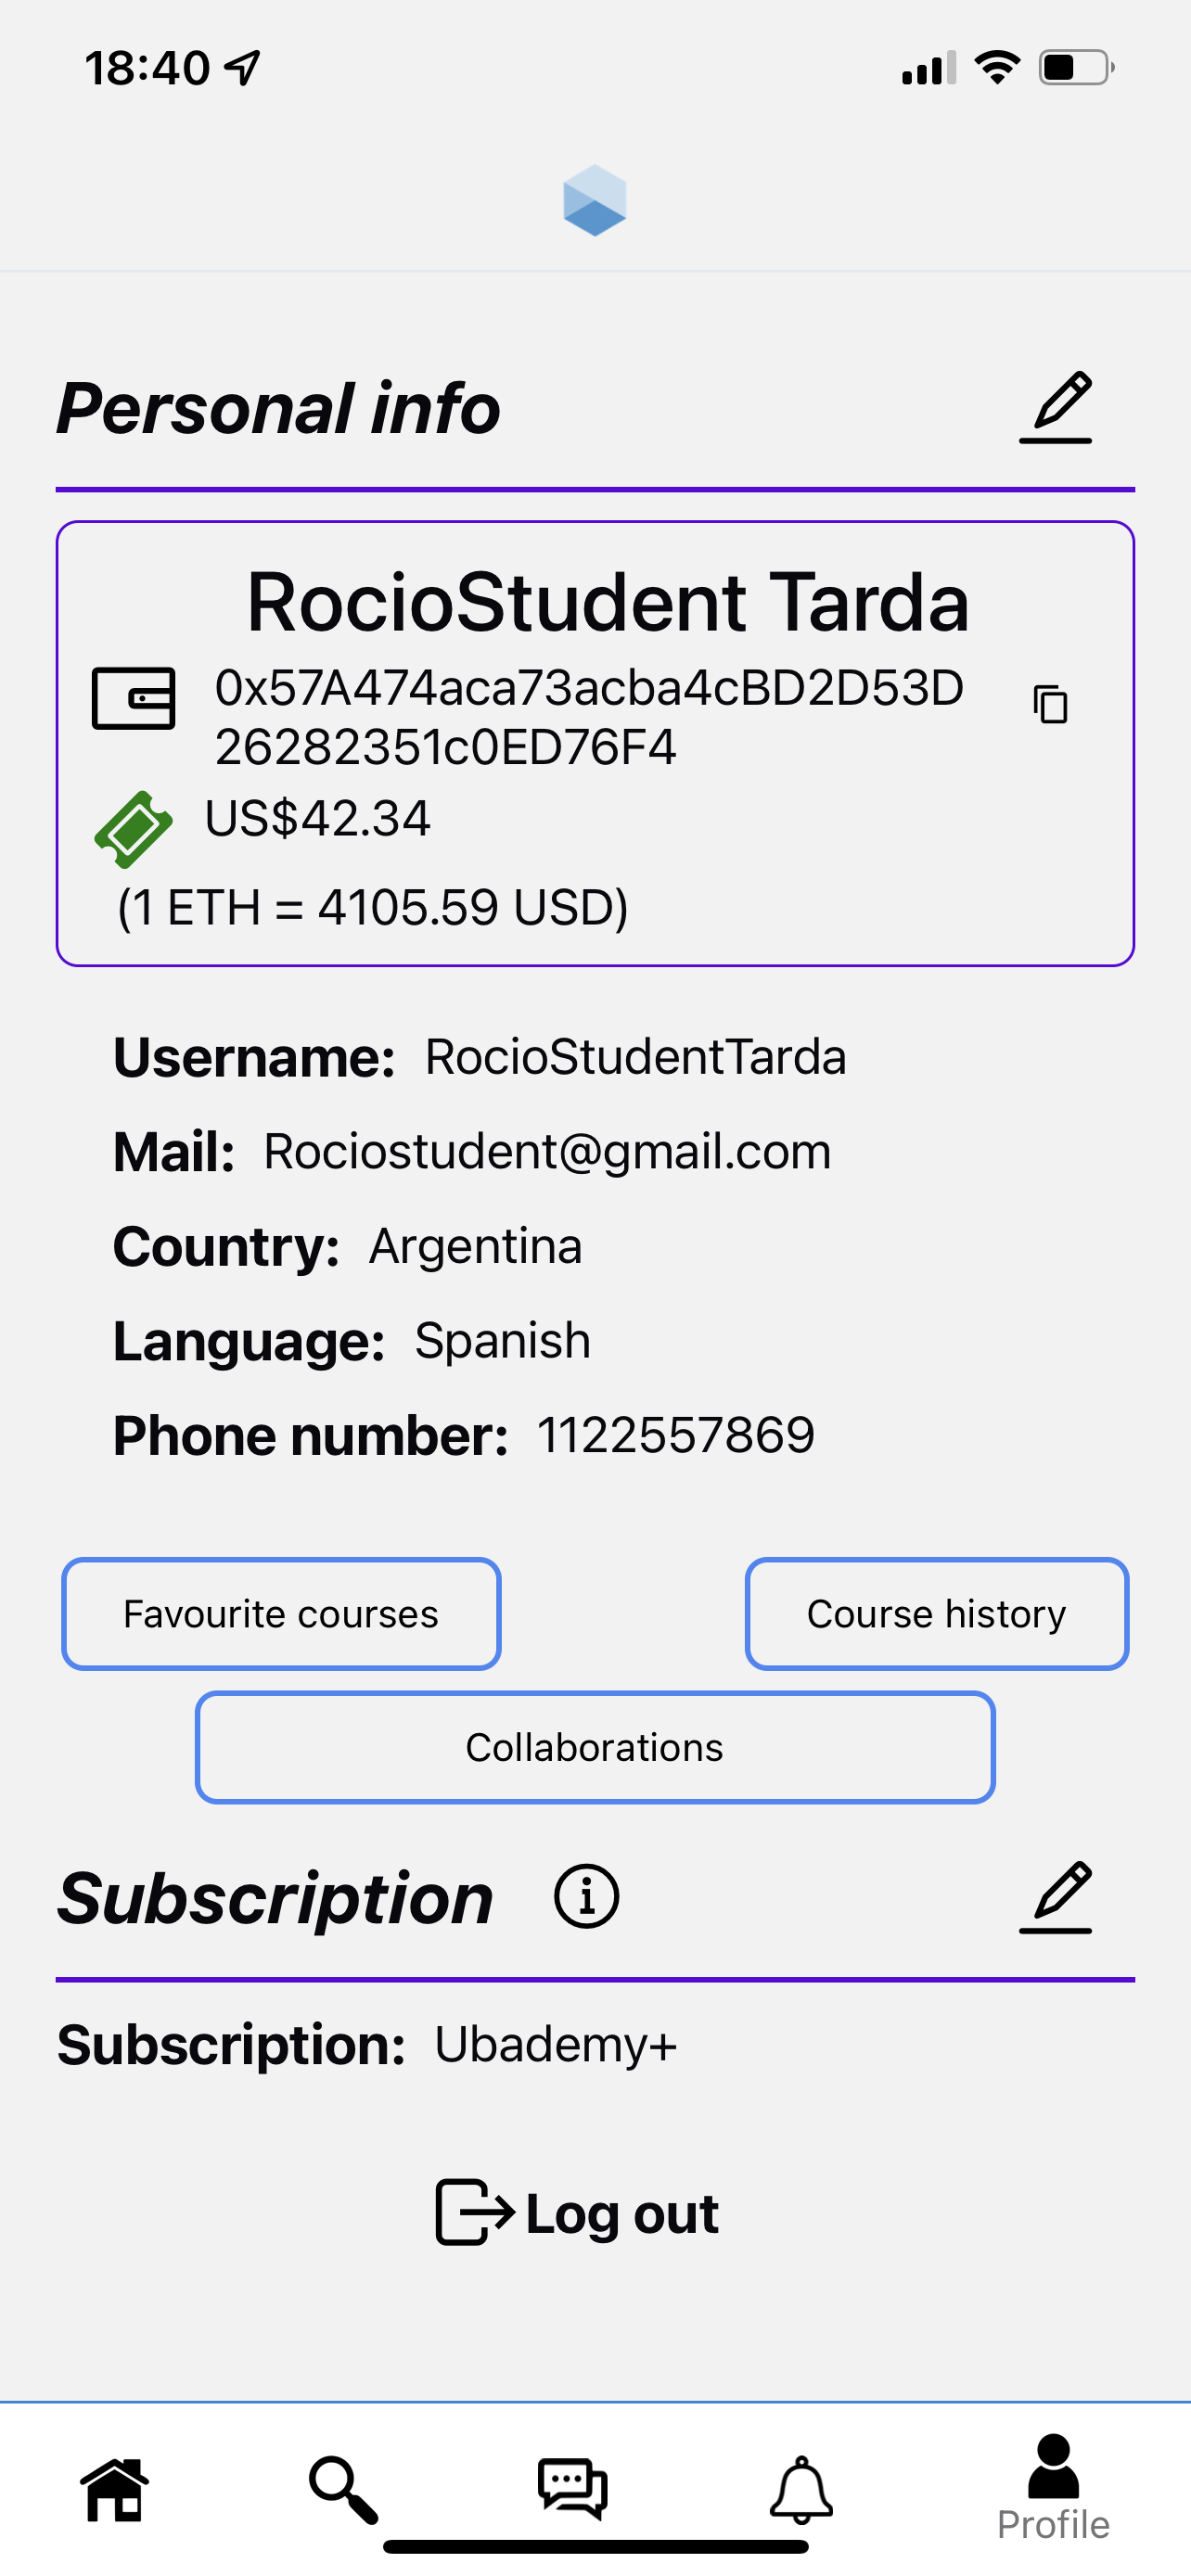 18:40
Personal info
RocioStudent Tarda
0x57A474aca73acba4cBD2D53D
26282351c0ED76F4
US$42.34
(1 ETH = 4105.59 USD)
Username: RocioStudentTarda
Mail: Rociostudent@gmail.com
Country: Argentina
Language: Spanish
Phone number: 1122557869
Favourite courses
Course history
Collaborations
Subscription
Subscription: Ubademy+
Log out
Profile